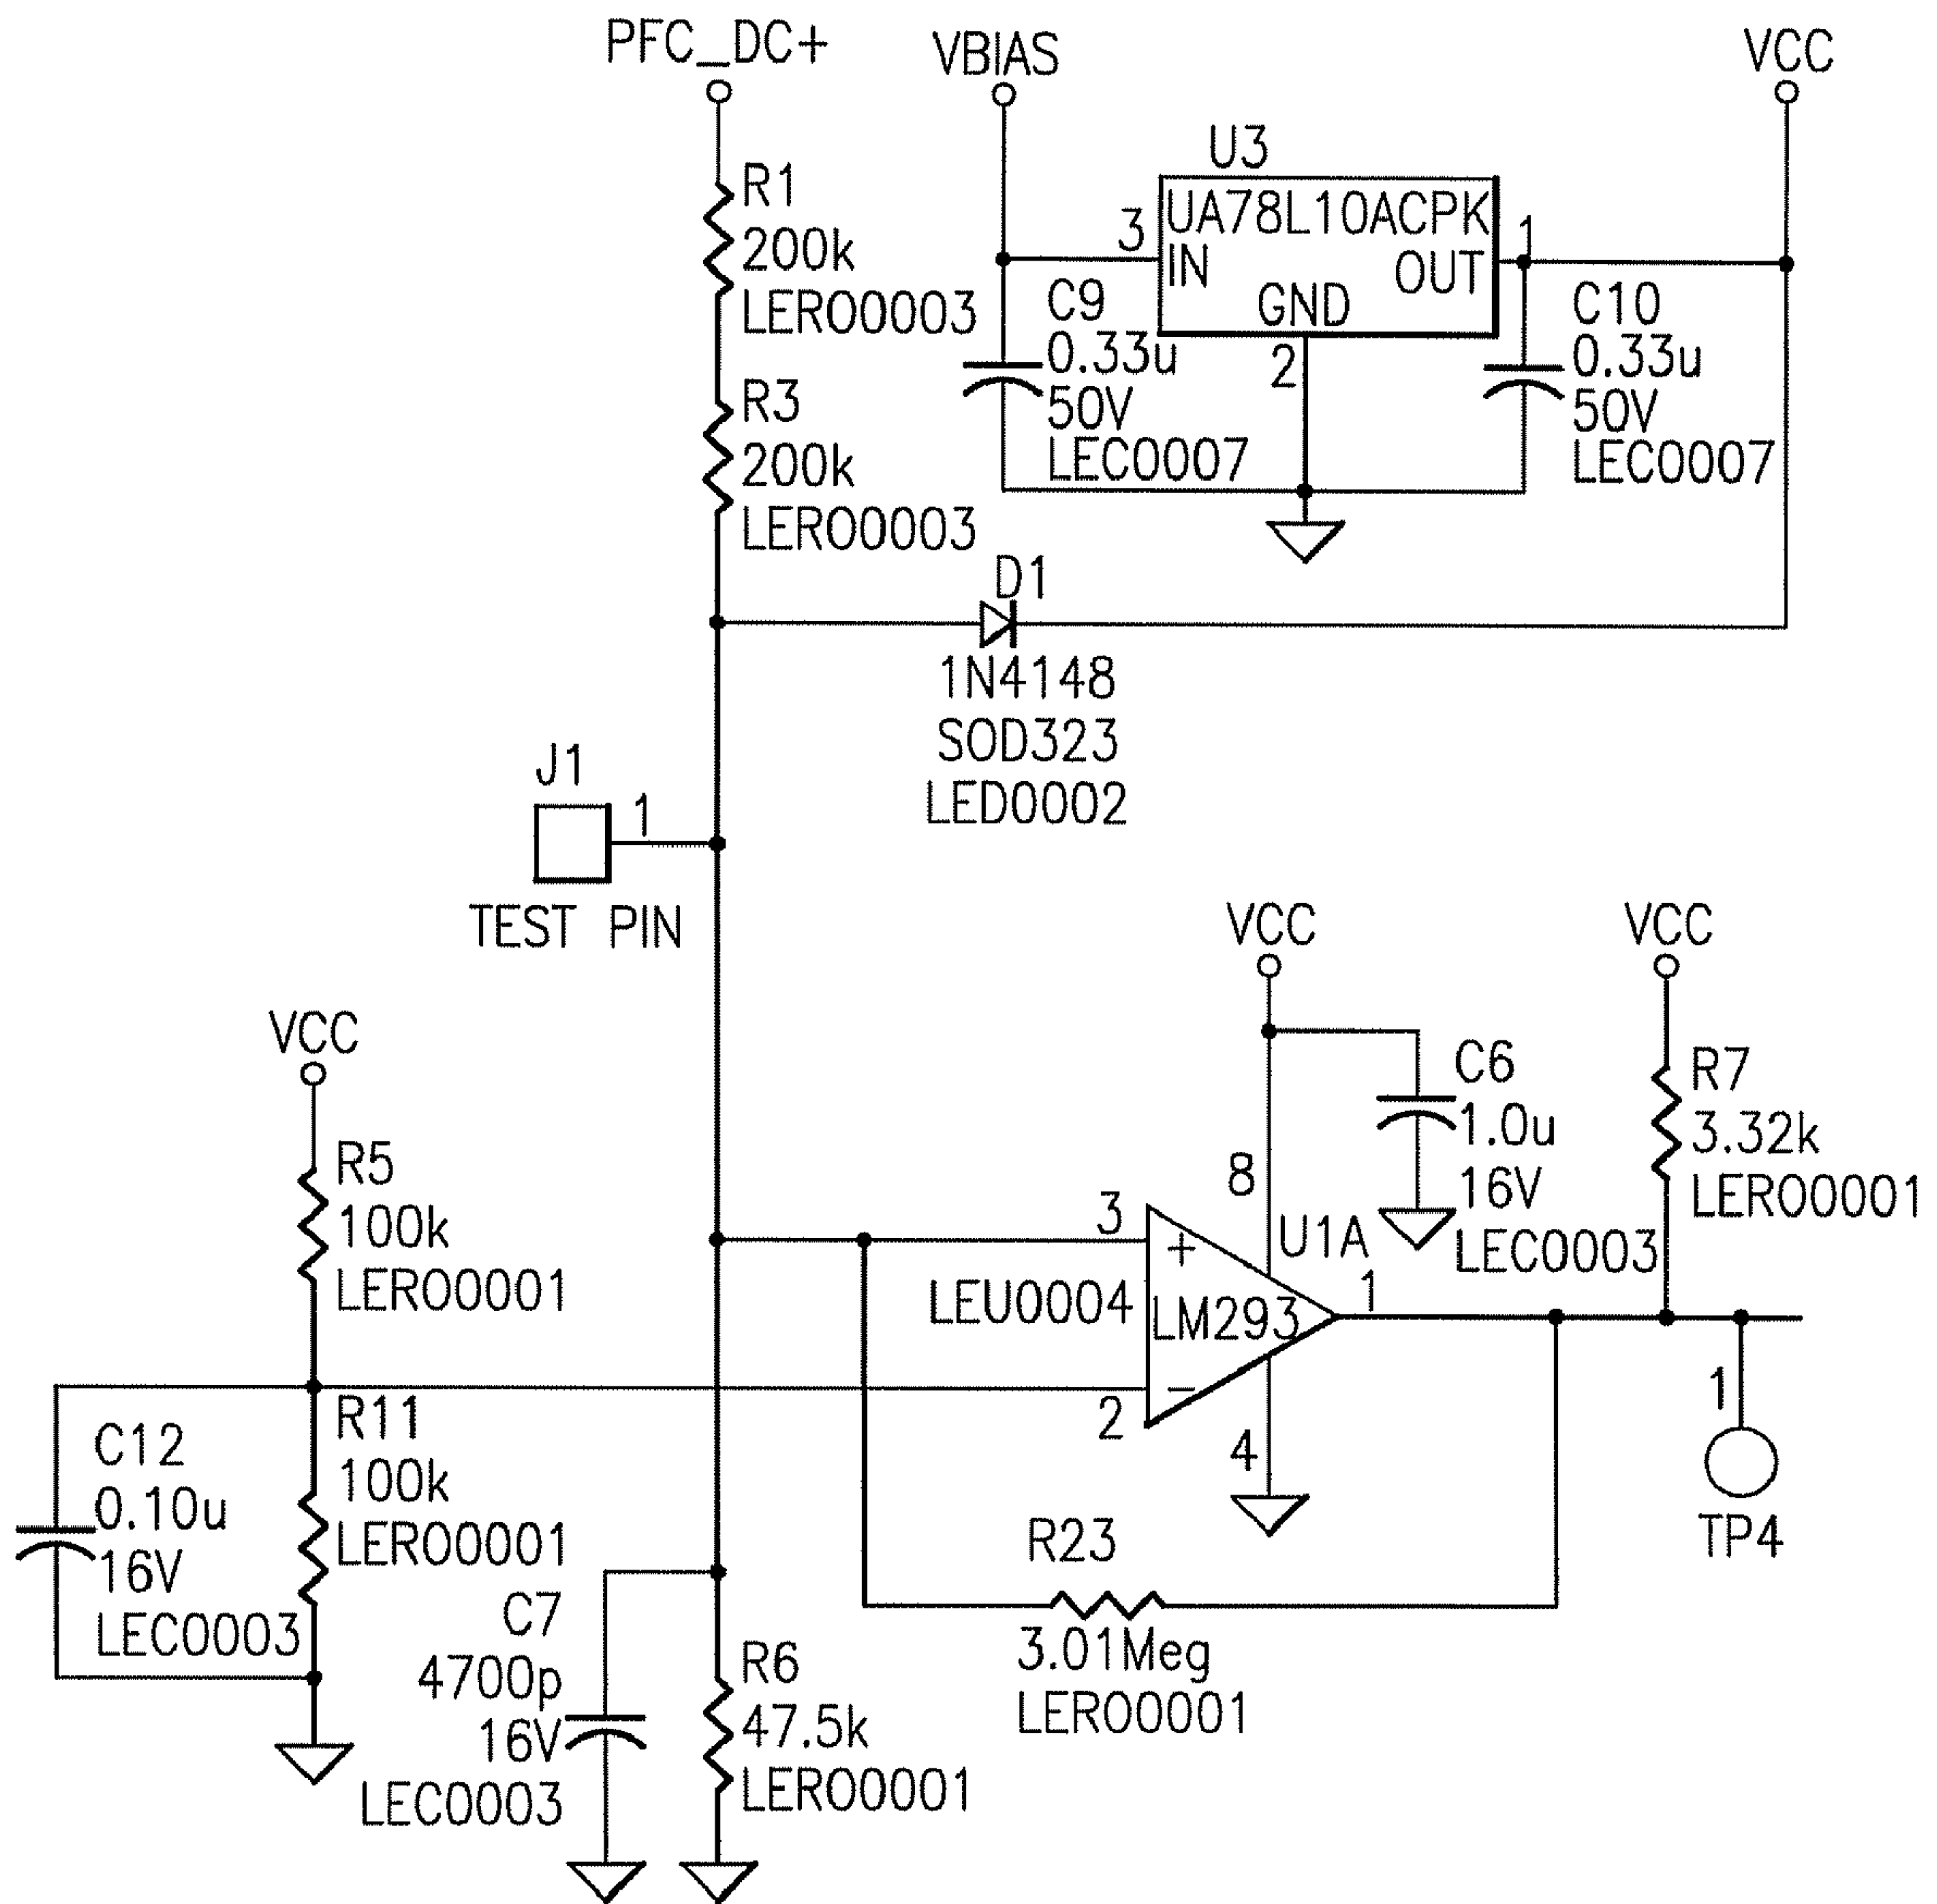 PFC_DC+
VBIAS
VCC
U3
UA78L10ACPK
3
IN
OUT
1
GND
2
R1
200k
LER00003
C9
0.33u
50V
LEC0007
C10
0.33u
50V
LEC0007
R3
200k
LER00003
D1
1N4148
SOD323
LED0002
J1
1
TEST PIN
VCC
VCC
VCC
C6
1.0u
16V
LEC0003
R7
3.32k
LER00001
R5
100k
LER00001
8
3
+
U1A
LEU0004
LM293
1
2
−
4
R11
100k
LER00001
C12
0.10u
16V
LEC0003
1
TP4
R23
3.01Meg
LER00001
C7
4700p
16V
LEC0003
R6
47.5k
LER00001